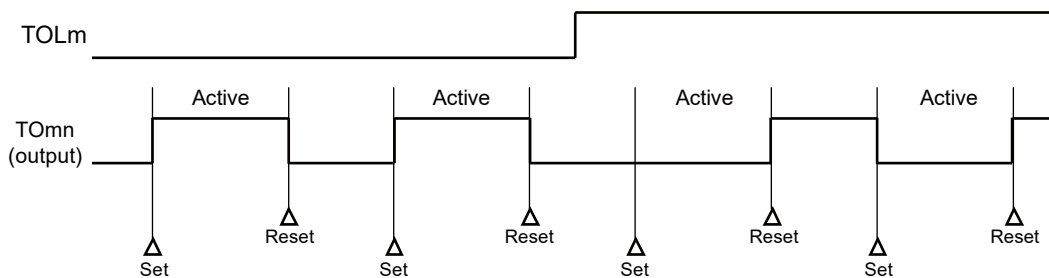 TOLm
Active Active Active Active
TOmn
(output)
Reset Reset Reset Reset
Set Set Set Set